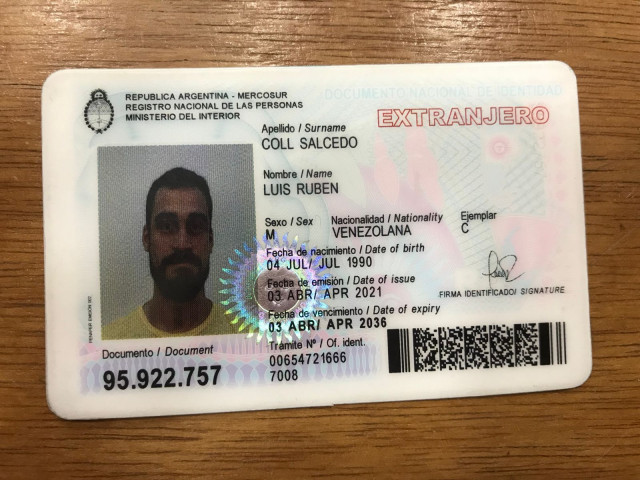 REPUBLICA ARGENTINA - MERCOSUR
REGISTRO NACIONAL DE LAS PERSONAS
MINISTERIO DEL INTERIOR
DOCUMENTO NACIONAL DE IDENTIDAD
EXTRANJERO
Apellido / Surname
COLL SALCEDO
Nombre / Name
LUIS RUBEN
Sexo / Sex Nacionalidad / Nationality Ejemplar
M VENEZOLANA C
Fecha de nacimiento / Date of birth
04 JUL/ JUL 1990
Fecha de emisión / Date of issue
03 ABR/ APR 2021
FIRMA IDENTIFICADO/ SIGNATURE
Fecha de vencimiento / Date of expiry
03 ABR/ APR 2036
Documento / Document
95.922.757
Tramite Nº / Of. ident.
00654721666
7008